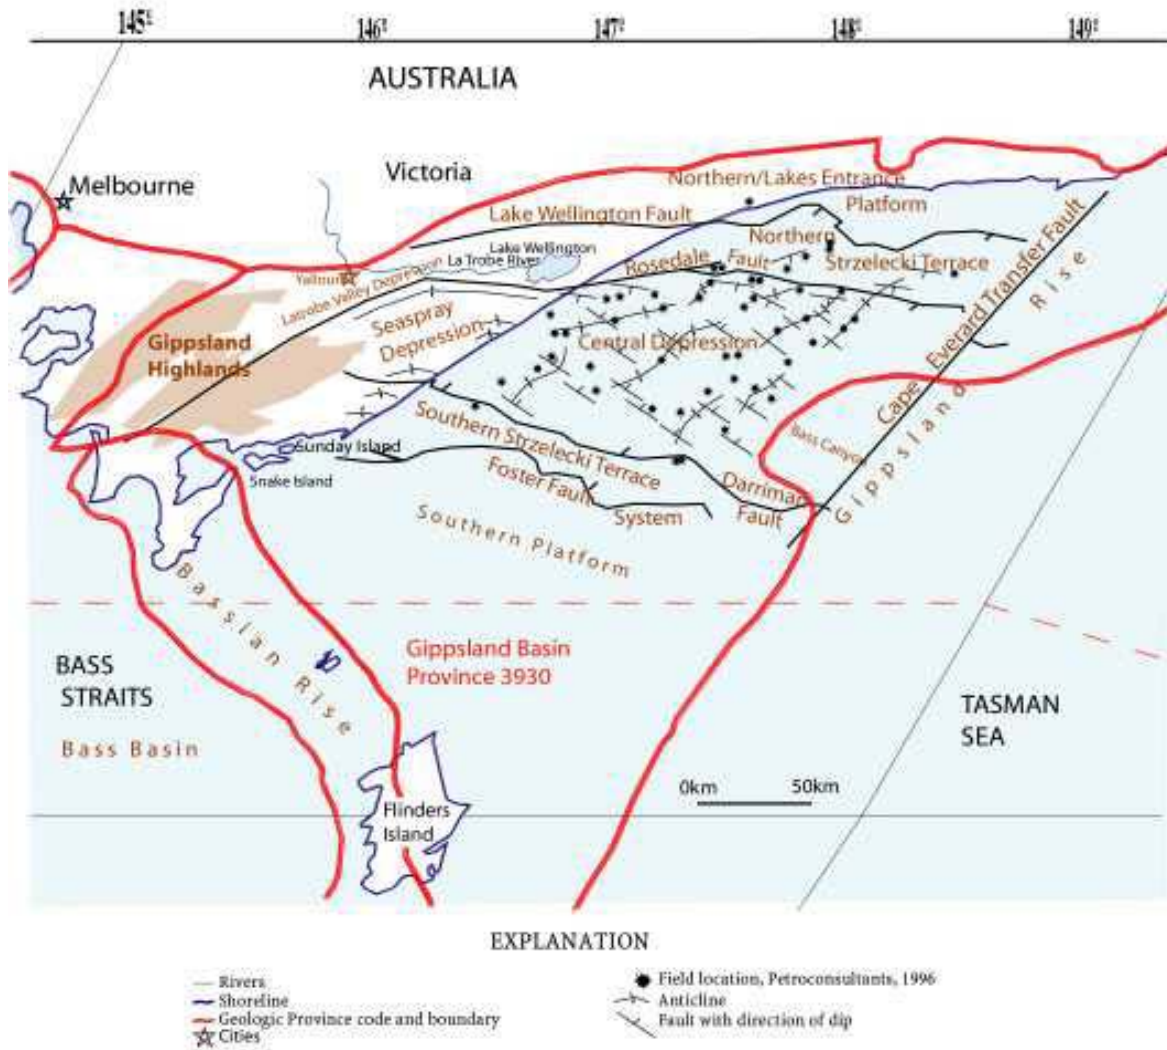 145°
146°
147°
148°
149°
AUSTRALIA
Victoria
Melbourne
Northern/Lakes Entrance
Platform
Lake Wellington Fault
Northern
Strzelecki Terrace
Lake Wellington
La Trobe River
Rosedale Fault
Latrobe Valley Depression
Seaspray
Depression
Gippsland
Highlands
Central Depression
Cape Everard Transfer Fault
Gippsland Rise
Bass Canyon
Southern Strzelecki Terrace
Sunday Island
Snake Island
Foster Fault
System
Darriman
Fault
Southern Platform
Bassian Rise
Gippsland Basin
Province 3930
BASS
STRAITS
Bass Basin
TASMAN
SEA
0km 50km
Flinders
Island
EXPLANATION
Rivers
Shoreline
Geologic Province code and boundary
Cities
Field location, Petroconsultants, 1996
Anticline
Fault with direction of dip